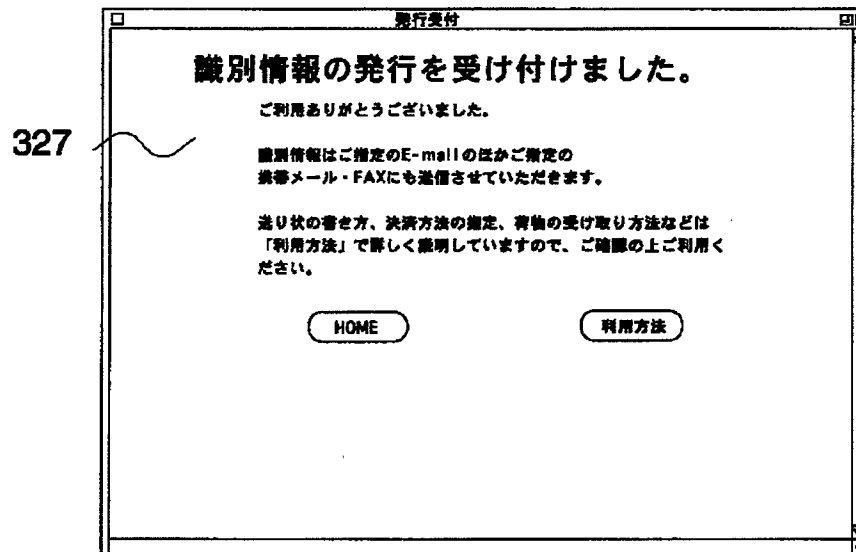 発行受付
識別情報の発行を受け付けました。
ご利用ありがとうございました。
327
識別情報はご指定のE-mailのほかご指定の
携帯メール・FAXにも送信させていただきます。
送り状の書き方、決済方法の指定、荷物の受け取り方法などは
「利用方法」で詳しく説明していますので、ご確認の上ご利用く
ださい。
HOME
利用方法